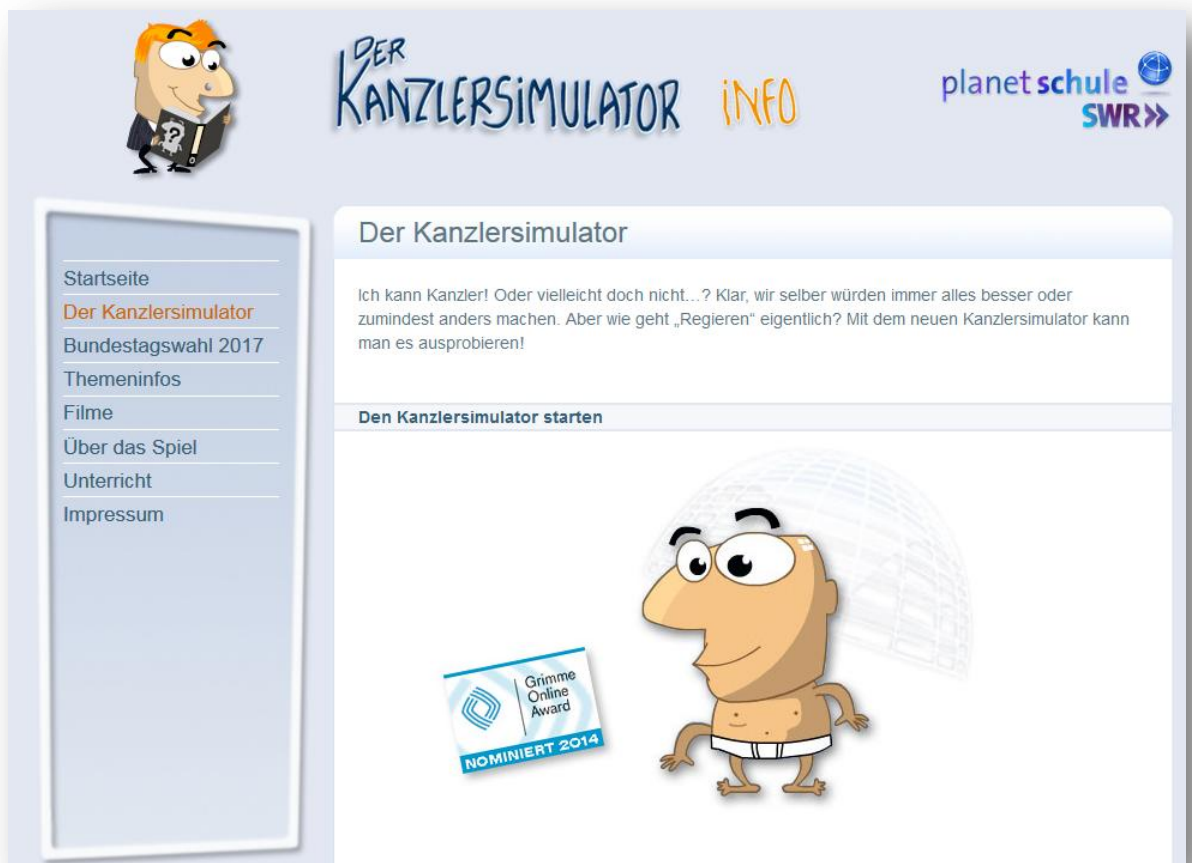 DER
KANZLERSIMULATOR INFO
planet schule
SWR»
Startseite
Der Kanzlersimulator
Bundestagswahl 2017
Themeninfos
Filme
Über das Spiel
Unterricht
Impressum
Der Kanzlersimulator
Ich kann Kanzler! Oder vielleicht doch nicht…? Klar, wir selber würden immer alles besser oder
zumindest anders machen. Aber wie geht „Regieren“ eigentlich? Mit dem neuen Kanzlersimulator kann
man es ausprobieren!
Den Kanzlersimulator starten
Grimme
Online
Award
NOMINIERT 2014